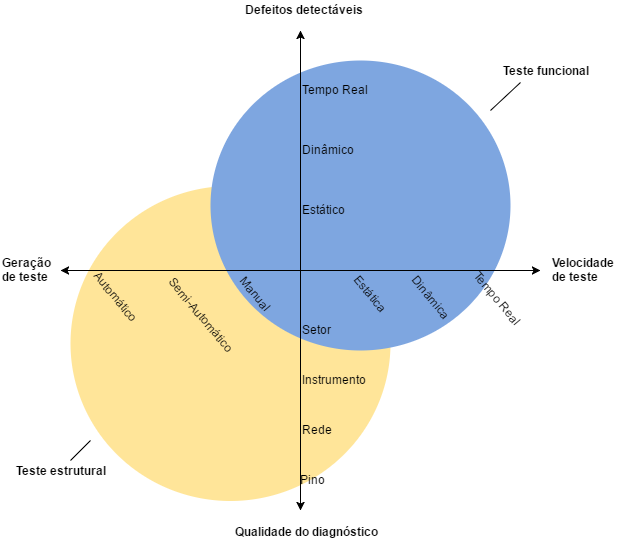 Defeitos detectáveis
Teste funcional
Tempo Real
Dinâmico
Estático
Geração
de teste
Velocidade
de teste
Automático
Semi-Automático
Manual
Estática
Dinâmica
Tempo Real
Setor
Instrumento
Rede
Teste estrutural
Pino
Qualidade do diagnóstico